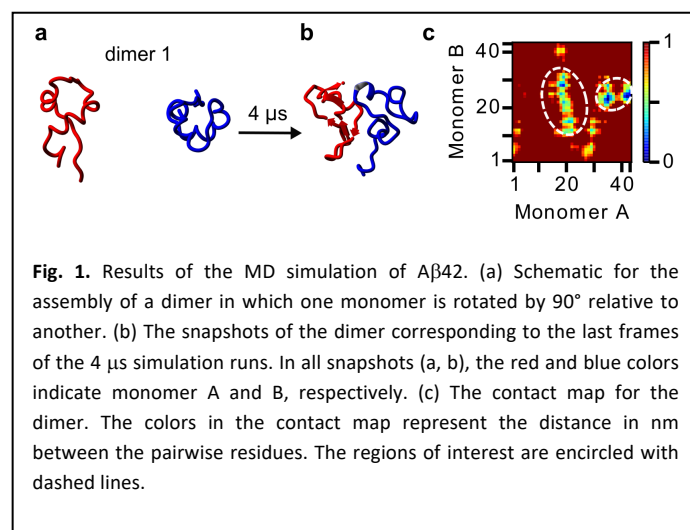 a
b
c
dimer 1
4 μs
Monomer B
40
20
1
1
20
40
Monomer A
1
0
Fig. 1. Results of the MD simulation of Aβ42. (a) Schematic for the
assembly of a dimer in which one monomer is rotated by 90° relative to
another. (b) The snapshots of the dimer corresponding to the last frames
of the 4 μs simulation runs. In all snapshots (a, b), the red and blue colors
indicate monomer A and B, respectively. (c) The contact map for the
dimer. The colors in the contact map represent the distance in nm
between the pairwise residues. The regions of interest are encircled with
dashed lines.